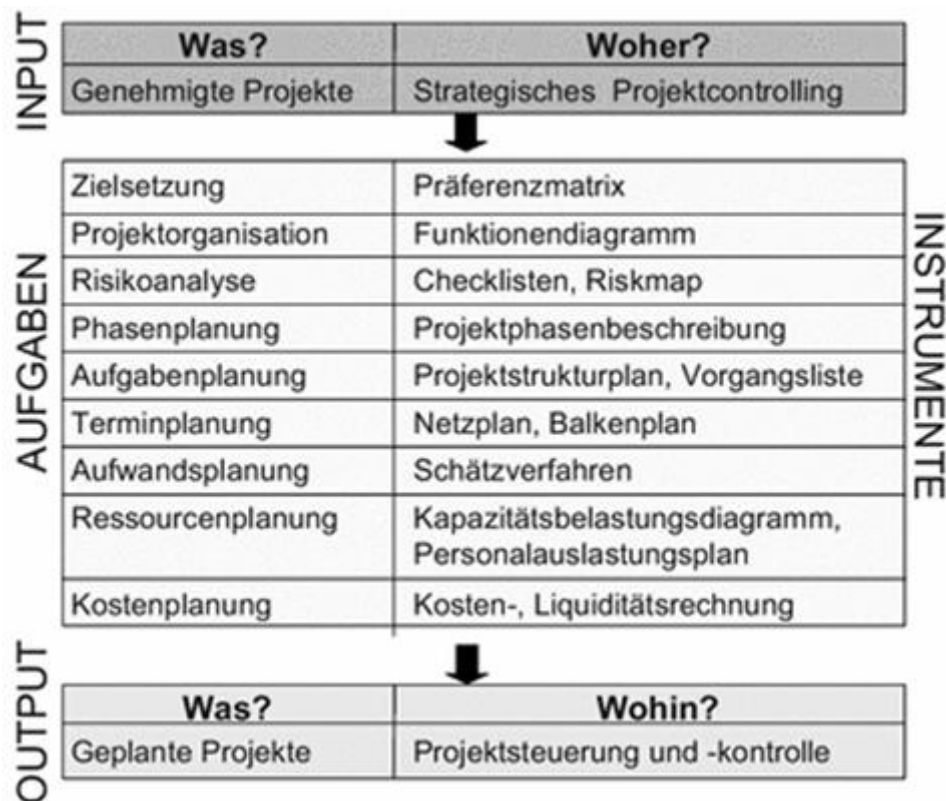 INPUT
Was? Woher?
Genehmigte Projekte Strategisches Projektcontrolling
AUFGABEN
INSTRUMENTE
Zielsetzung Präferenzmatrix
Projektorganisation Funktionendiagramm
Risikoanalyse Checklisten, Riskmap
Phasenplanung Projektphasenbeschreibung
Aufgabenplanung Projektstrukturplan, Vorgangsliste
Terminplanung Netzplan, Balkenplan
Aufwandsplanung Schätzverfahren
Ressourcenplanung Kapazitätsbelastungsdiagramm,
Personalauslastungsplan
Kostenplanung Kosten-, Liquiditätsrechnung
OUTPUT
Was? Wohin?
Geplante Projekte Projektsteuerung und -kontrolle